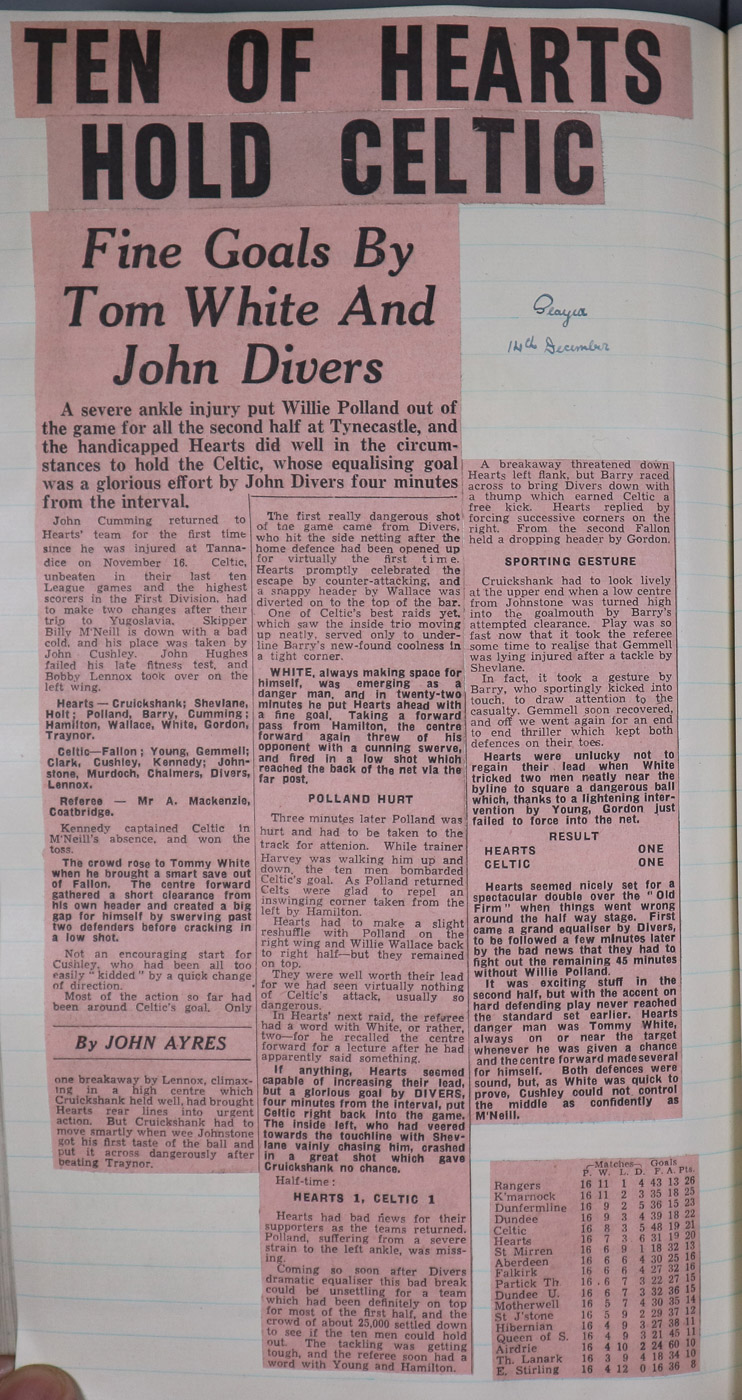 TEN OF HEARTS
HOLD CELTIC
Fine Goals By
Tom White And
John Divers
14th December
A severe ankle injury put Willie Polland out of
the game for all the second half at Tynecastle, and
the handicapped Hearts did well in the circum-
stances to hold the Celtic, whose equalising goal
was a glorious effort by John Divers four minutes
from the interval.
John Cumming returned to
Hearts' team for the first time
since he was injured at Tanna-
dice on November 16. Celtic,
unbeaten in their last ten
League games and the highest
scorers in the First Division, had
to make two changes after their
trip to Yugoslavia. Skipper
Billy M'Neill is down with a bad
cold, and his place was taken by
John Cushley. John Hughes
failed his late fitness test, and
Bobby Lennox took over on the
left wing.
Hearts — Cruickshank; Shevlane,
Holt; Polland, Barry, Cumming;
Hamilton, Wallace, White, Gordon,
Traynor.
Celtic—Fallon; Young, Gemmell;
Clark, Cushley, Kennedy; John-
stone, Murdoch, Chalmers, Divers,
Lennox.
Referee — Mr A. Mackenzie,
Coatbridge.
Kennedy captained Celtic in
M'Neill's absence, and won the
toss.
The crowd rose to Tommy White
when he brought a smart save out
of Fallon. The centre forward
gathered a short clearance from
his own header and created a big
gap for himself by swerving past
two defenders before cracking in
a low shot.
Not an encouraging start for
Cushley, who had been all too
easily "kidded" by a quick change
of direction.
Most of the action so far had
been around Celtic's goal. Only
By JOHN AYRES
one breakaway by Lennox, climax-
ing in a high centre which
Cruickshank held well, had brought
Hearts rear lines into urgent
action. But Cruickshank had to
move smartly when wee Johnstone
got his first taste of the ball and
put it across dangerously after
beating Traynor.
The first really dangerous shot
of tne game came from Divers,
who hit the side netting after the
home defence had been opened up
for virtually the first time.
Hearts promptly celebrated the
escape by counter-attacking, and
a snappy header by Wallace was
diverted on to the top of the bar.
One of Celtic's best raids yet,
which saw the inside trio moving
up neatly, served only to under-
line Barry's new-found coolness in
a tight corner.
WHITE, always making space for
himself, was emerging as a
danger man, and in twenty-two
minutes he put Hearts ahead with
a fine goal. Taking a forward
pass from Hamilton, the centre
forward again threw of his
opponent with a cunning swerve,
and fired in a low shot which
reached the back of the net via the
far post.
POLLAND HURT
Three minutes later Polland was
hurt and had to be taken to the
track for attenion. While trainer
Harvey was walking him up and
down, the ten men bombarded
Celtic's goal. As Polland returned
Celts were glad to repel an
inswinging corner taken from the
left by Hamilton.
Hearts had to make a slight
reshuffle with Polland on the
right wing and Willie Wallace back
to right half—but they remained
on top.
They were well worth their lead
for we had seen virtually nothing
of Celtic's attack, usually so
dangerous.
In Hearts' next raid, the referee
had a word with White, or rather,
two—for he recalled the centre
forward for a lecture after he had
apparently said something.
If anything, Hearts seemed
capable of increasing their lead,
but a glorious goal by DIVERS,
four minutes from the interval, put
Celtic right back into the game.
The inside left, who had veered
towards the touchline with Shev-
lane vainly chasing him, crashed
in a great shot which gave
Cruickshank no chance.
Half-time:
HEARTS 1, CELTIC 1
Hearts had bad news for their
supporters as the teams returned.
Polland, suffering from a severe
strain to the left ankle, was miss-
ing.
Coming so soon after Divers
dramatic equaliser this bad break
could be unsettling for a team
which had been definitely on top
for most of the first half, and the
crowd of about 25,000 settled down
to see if the ten men could hold
out. The tackling was getting
tough, and the referee soon had a
word with Young and Hamilton.
A breakaway threatened down
Hearts left flank, but Barry raced
across to bring Divers down with
a thump which earned Celtic a
free kick. Hearts replied by
forcing successive corners on the
right. From the second Fallon
held a dropping header by Gordon.
SPORTING GESTURE
Cruickshank had to look lively
at the upper end when a low centre
from Johnstone was turned high
into the goalmouth by Barry's
attempted clearance. Play was so
fast now that it took the referee
some time to realise that Gemmell
was lying injured after a tackle by
Shevlane.
In fact, it took a gesture by
Barry, who sportingly kicked into
touch, to draw attention to the
casualty. Gemmell soon recovered,
and off we went again for an end
to end thriller which kept both
defences on their toes.
Hearts were unlucky not to
regain their lead when White
tricked two men neatly near the
byline to square a dangerous ball
which, thanks to a lightening inter-
vention by Young, Gordon just
failed to force into the net.
RESULT
HEARTS ONE
CELTIC ONE
Hearts seemed nicely set for a
spectacular double over the "Old
Firm" when things went wrong
around the half way stage. First
came a grand equaliser by Divers,
to be followed a few minutes later
by the bad news that they had to
fight out the remaining 45 minutes
without Willie Polland.
It was exciting stuff in the
second half, but with the accent on
hard defending play never reached
the standard set earlier. Hearts
danger man was Tommy White,
always on or near the target
whenever he was given a chance
and the centre forward made several
for himself. Both defences were
sound, but, as White was quick to
prove, Cushley could not control
the middle as confidently as
M'Neill.
Matches Goals
P. W. L. D. F. A. Pts.
Rangers 16 11 1 4 43 13 26
K'marnock 16 11 2 3 35 18 25
Dunfermline 16 9 2 5 36 15 23
Dundee 16 9 3 4 39 18 22
Celtic 16 8 3 5 48 19 21
Hearts 16 7 3 6 31 19 20
St Mirren 16 6 9 1 18 32 13
Aberdeen 16 6 6 4 30 25 16
Falkirk 16 6 6 4 27 32 16
Partick Th 16 6 7 3 22 27 15
Dundee U. 16 6 7 3 32 36 15
Motherwell 16 5 7 4 30 35 14
St J'stone 16 5 9 2 29 37 12
Hibernian 16 4 9 3 27 38 11
Queen of S. 16 4 9 3 21 45 11
Airdrie 16 4 10 2 24 60 10
Th. Lanark 16 3 9 4 18 34 10
E. Stirling 16 4 12 0 16 36 8